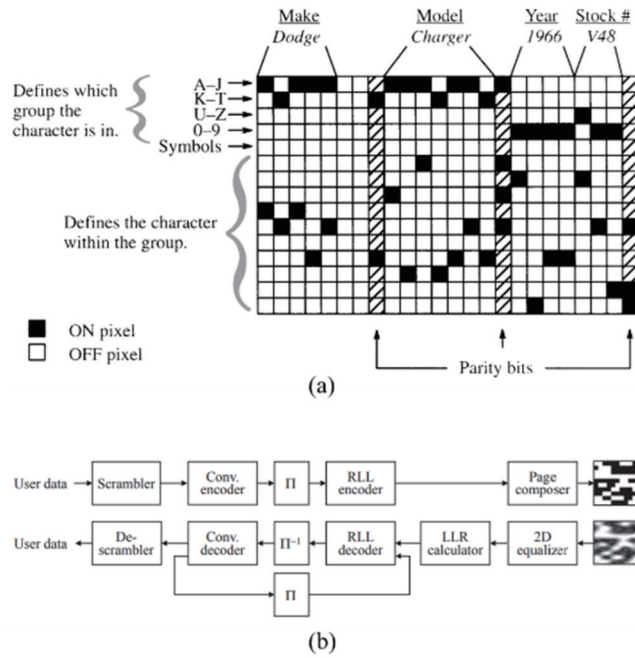 Make Model Year Stock #
Dodge Charger 1966 V48
Defines which
group the
character is in.
A–J
K–T
U–Z
0–9
Symbols
Defines the character
within the group.
ON pixel
OFF pixel
Parity bits
(a)
User data Scrambler Conv. encoder Π RLL encoder Page composer
User data De-scrambler Conv. decoder Π⁻¹ RLL decoder LLR calculator 2D equalizer
Π
(b)